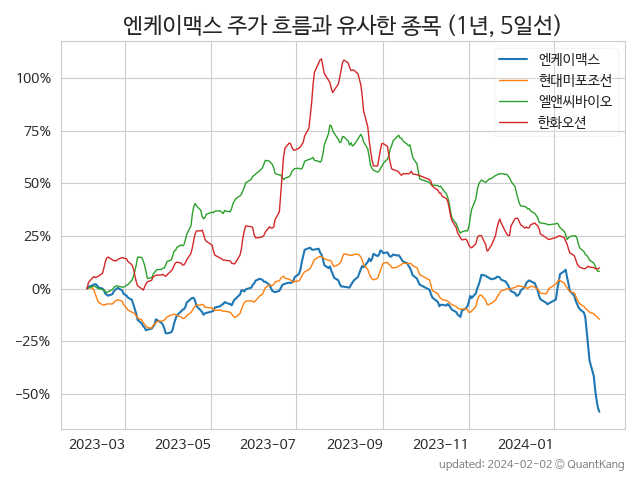 엔케이맥스 주가 흐름과 유사한 종목 (1년, 5일선)
엔케이맥스
현대미포조선
엘앤씨바이오
한화오션
100%
75%
50%
25%
0%
−25%
−50%
2023−03
2023−05
2023−07
2023−09
2023−11
2024−01
updated: 2024-02-02 © QuantKang